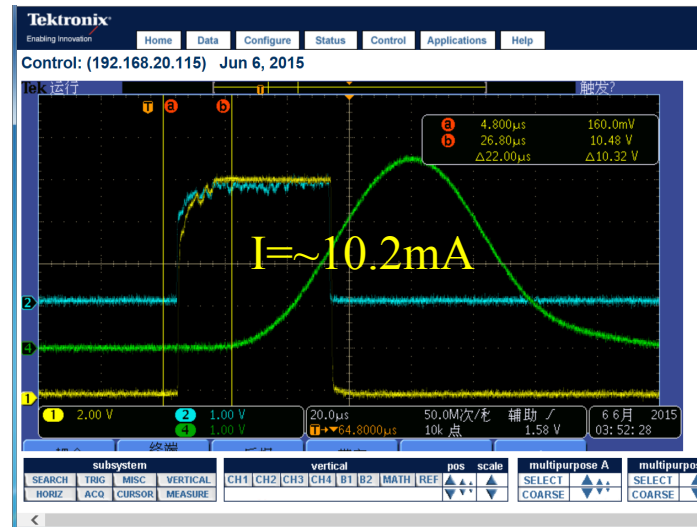 Tektronix
Enabling Innovation
Home Data Configure Status Control Applications Help
Control: (192.168.20.115) Jun 6, 2015
Tek 运行 触发?
T a b
a 4.800µs 160.0mV
b 26.80µs 10.48 V
Δ22.00µs Δ10.32 V
I=~10.2mA
2
4
1
1 2.00 V 2 1.00 V 20.0µs 50.0M次/秒 辅助 ∫ 6 6月 2015
4 1.00 V T→▼64.8000µs 10k 点 1.58 V 03:52:28
subsystem vertical pos scale multipurpose A multipurpos
SEARCH TRIG MISC VERTICAL CH1 CH2 CH3 CH4 B1 B2 MATH REF SELECT SELECT
HORIZ ACQ CURSOR MEASURE COARSE COARSE